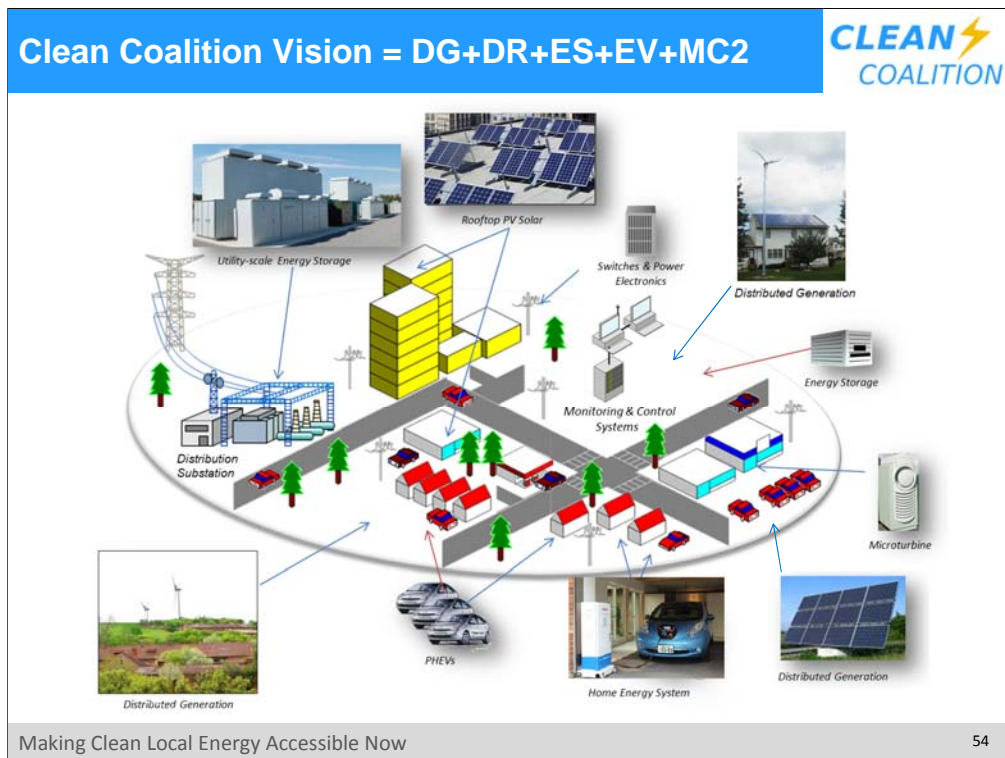 Clean Coalition Vision = DG+DR+ES+EV+MC2
CLEAN
COALITION
Rooftop PV Solar
Utility-scale Energy Storage
Switches & Power
Electronics
Distributed Generation
Energy Storage
Monitoring & Control
Systems
Distribution
Substation
Microturbine
PHEVs
Home Energy System
Distributed Generation
Distributed Generation
Making Clean Local Energy Accessible Now
54